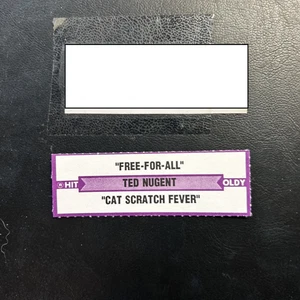 "FREE-FOR-ALL"
HIT TED NUGENT OLDY
"CAT SCRATCH FEVER"